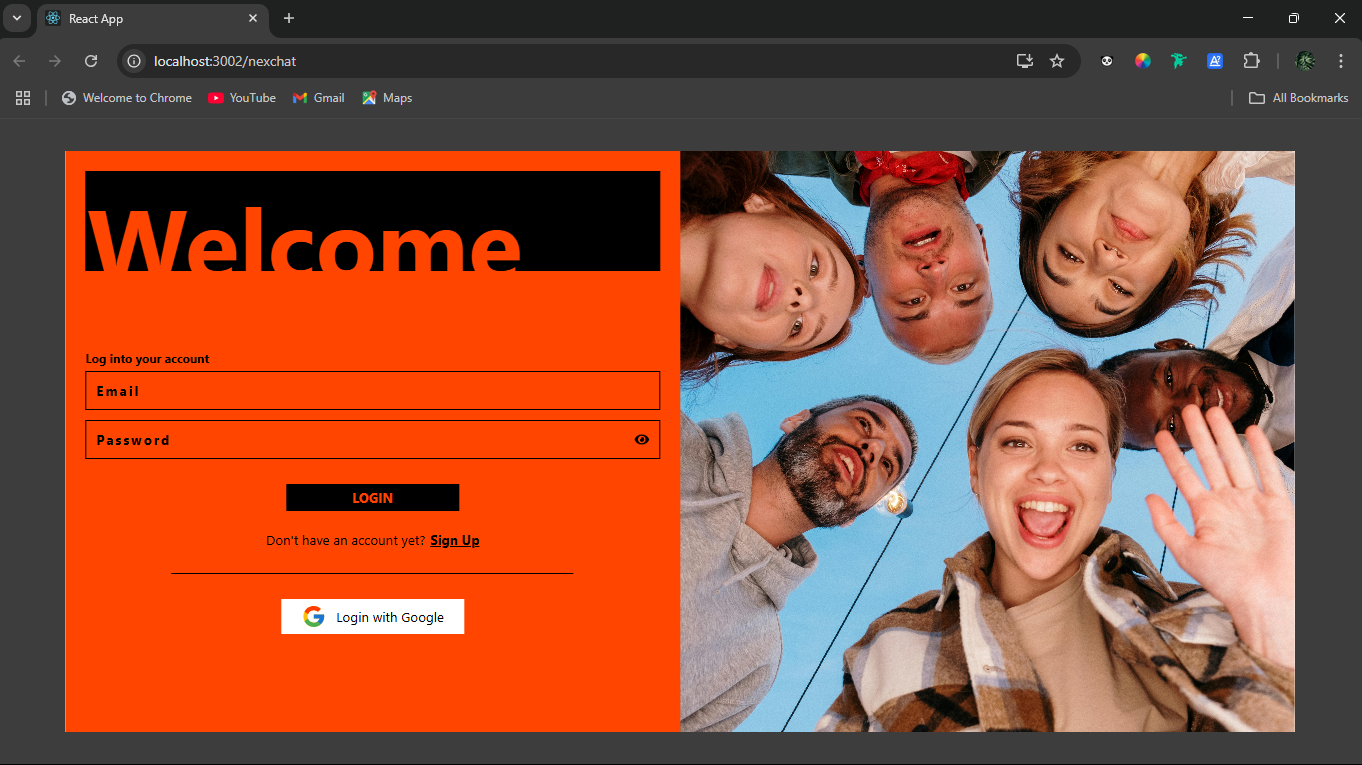 React App
localhost:3002/nexchat
Welcome to Chrome YouTube Gmail Maps All Bookmarks
Welcome
Log into your account
Email
Password
LOGIN
Don't have an account yet? Sign Up
Login with Google